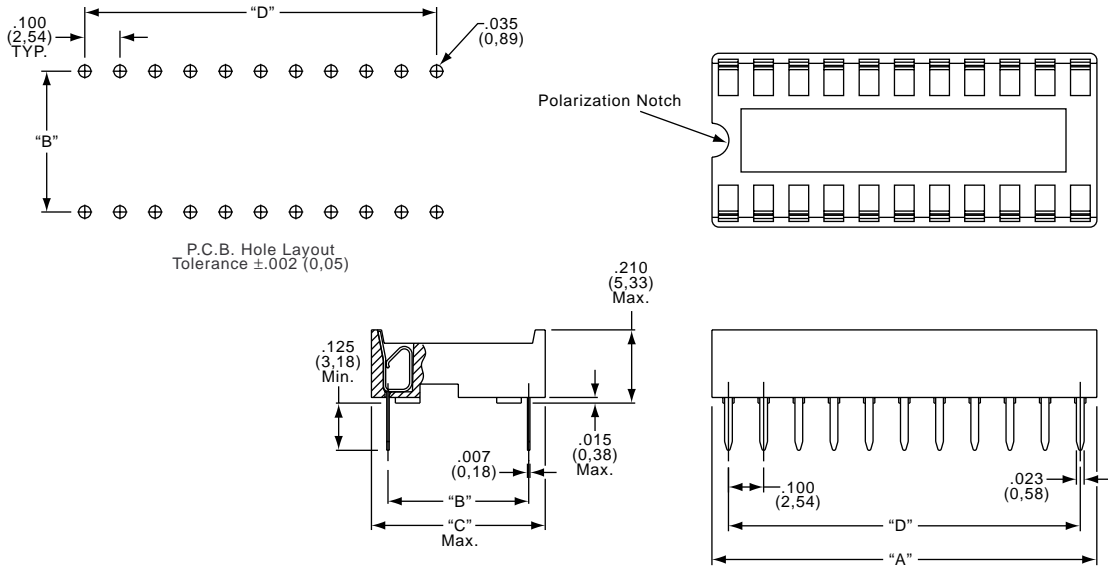 "D"
.100
(2,54)
TYP.
.035
(0,89)
"B"
P.C.B. Hole Layout
Tolerance ±.002 (0,05)
Polarization Notch
.210
(5,33)
Max.
.125
(3,18)
Min.
.007
(0,18)
.015
(0,38)
Max.
"B"
"C"
Max.
.100
(2,54)
.023
(0,58)
"D"
"A"